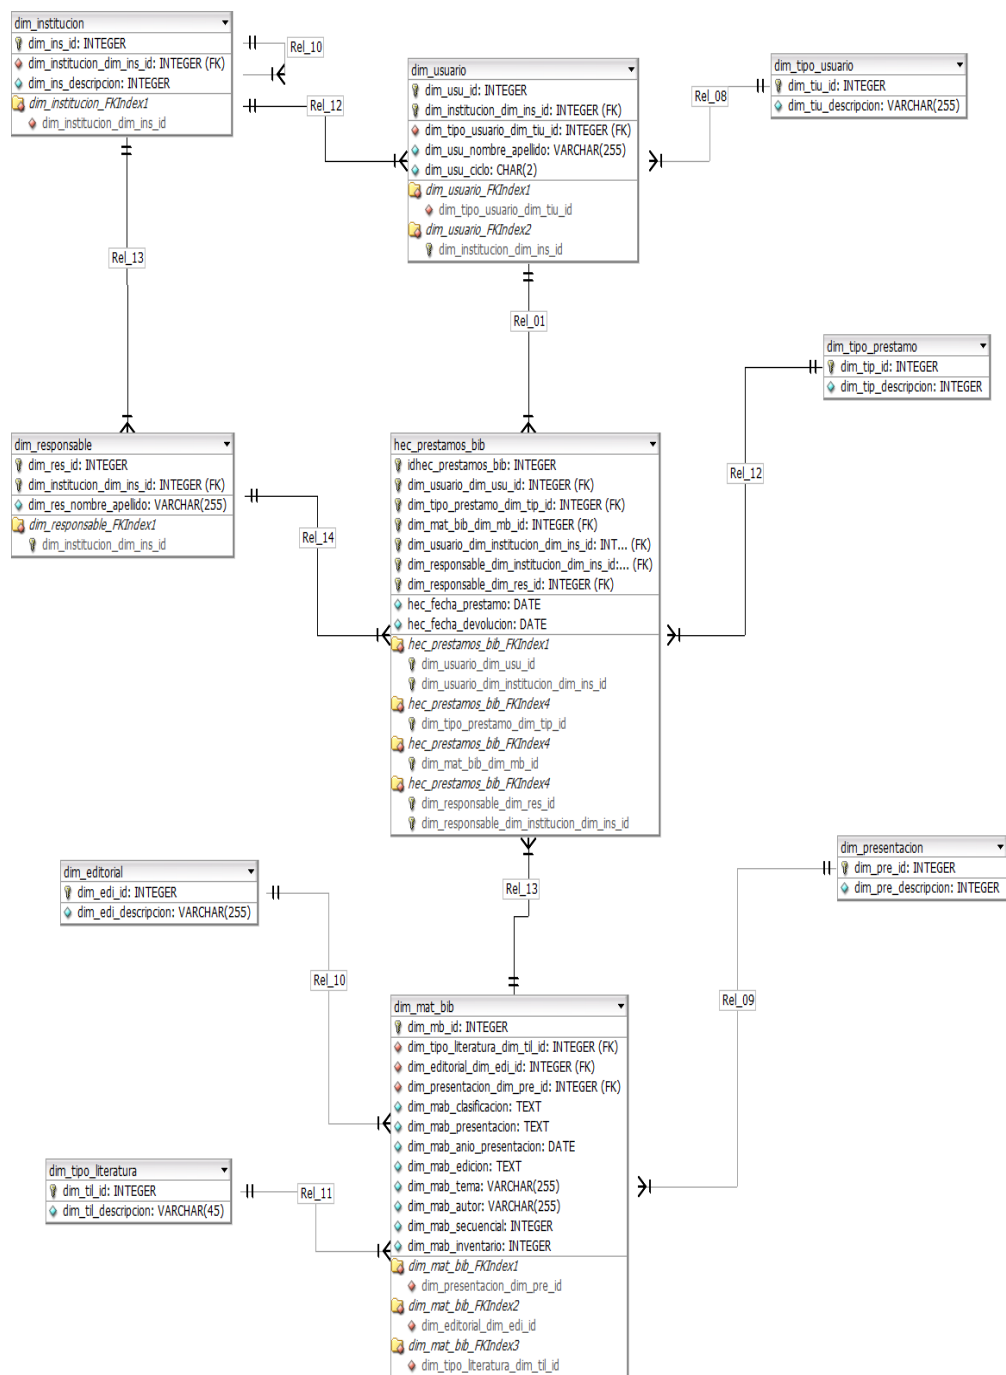 dim_institucion
dim_ins_id: INTEGER
dim_institucion_dim_ins_id: INTEGER (FK)
dim_ins_descripcion: INTEGER
dim_institucion_FKIndex1
dim_institucion_dim_ins_id
Rel_10
Rel_12
dim_usuario
dim_usu_id: INTEGER
dim_institucion_dim_ins_id: INTEGER (FK)
dim_tipo_usuario_dim_tiu_id: INTEGER (FK)
dim_usu_nombre_apellido: VARCHAR(255)
dim_usu_ciclo: CHAR(2)
dim_usuario_FKIndex1
dim_tipo_usuario_dim_tiu_id
dim_usuario_FKIndex2
dim_institucion_dim_ins_id
Rel_08
dim_tipo_usuario
dim_tiu_id: INTEGER
dim_tiu_descripcion: VARCHAR(255)
Rel_13
Rel_01
dim_tipo_prestamo
dim_tip_id: INTEGER
dim_tip_descripcion: INTEGER
dim_responsable
dim_res_id: INTEGER
dim_institucion_dim_ins_id: INTEGER (FK)
dim_res_nombre_apellido: VARCHAR(255)
dim_responsable_FKIndex1
dim_institucion_dim_ins_id
Rel_14
hec_prestamos_bib
idhec_prestamos_bib: INTEGER
dim_usuario_dim_usu_id: INTEGER (FK)
dim_tipo_prestamo_dim_tip_id: INTEGER (FK)
dim_mat_bib_dim_mb_id: INTEGER (FK)
dim_usuario_dim_institucion_dim_ins_id: INT... (FK)
dim_responsable_dim_institucion_dim_ins_id:... (FK)
dim_responsable_dim_res_id: INTEGER (FK)
hec_fecha_prestamo: DATE
hec_fecha_devolucion: DATE
hec_prestamos_bib_FKIndex1
dim_usuario_dim_usu_id
dim_usuario_dim_institucion_dim_ins_id
hec_prestamos_bib_FKIndex4
dim_tipo_prestamo_dim_tip_id
hec_prestamos_bib_FKIndex4
dim_mat_bib_dim_mb_id
hec_prestamos_bib_FKIndex4
dim_responsable_dim_res_id
dim_responsable_dim_institucion_dim_ins_id
Rel_12
dim_editorial
dim_edi_id: INTEGER
dim_edi_descripcion: VARCHAR(255)
Rel_13
dim_presentacion
dim_pre_id: INTEGER
dim_pre_descripcion: INTEGER
Rel_10
Rel_09
dim_mat_bib
dim_mb_id: INTEGER
dim_tipo_literatura_dim_til_id: INTEGER (FK)
dim_editorial_dim_edi_id: INTEGER (FK)
dim_presentacion_dim_pre_id: INTEGER (FK)
dim_mab_clasificacion: TEXT
dim_mab_presentacion: TEXT
dim_mab_anio_presentacion: DATE
dim_mab_edicion: TEXT
dim_mab_tema: VARCHAR(255)
dim_mab_autor: VARCHAR(255)
dim_mab_secuencial: INTEGER
dim_mab_inventario: INTEGER
dim_mat_bib_FKIndex1
dim_presentacion_dim_pre_id
dim_mat_bib_FKIndex2
dim_editorial_dim_edi_id
dim_mat_bib_FKIndex3
dim_tipo_literatura_dim_til_id
dim_tipo_literatura
dim_til_id: INTEGER
dim_til_descripcion: VARCHAR(45)
Rel_11